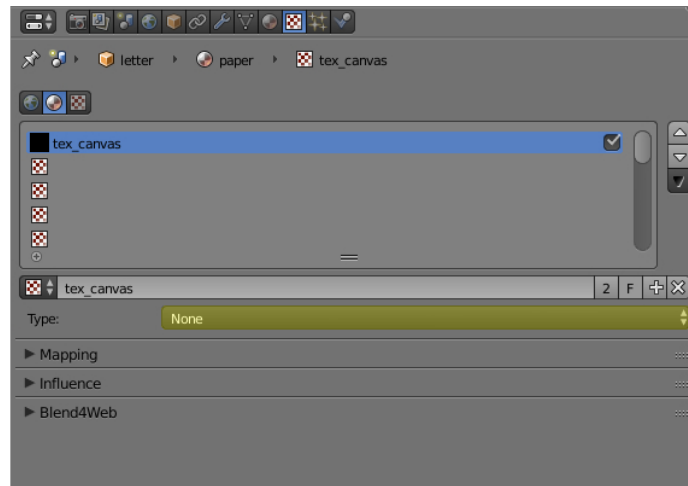 letter paper tex_canvas
tex_canvas
tex_canvas 2 F
Type: None
Mapping
Influence
Blend4Web